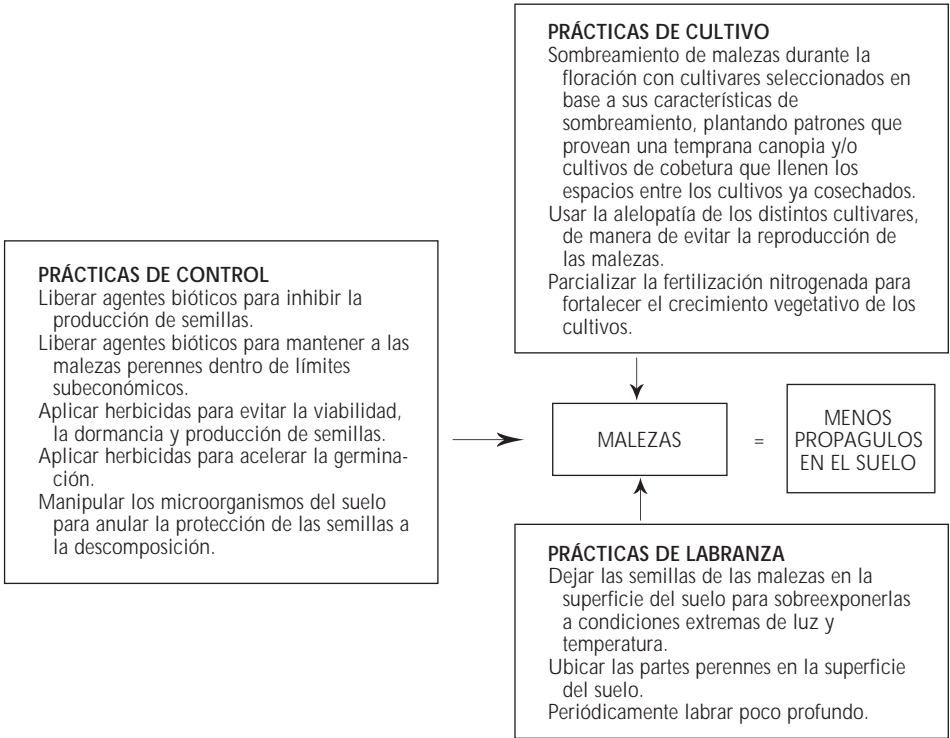 PRÁCTICAS DE CULTIVO
Sombreamiento de malezas durante la
floración con cultivares seleccionados en
base a sus características de
sombreamiento, plantando patrones que
provean una temprana canopia y/o
cultivos de cobetura que llenen los
espacios entre los cultivos ya cosechados.
Usar la alelopatía de los distintos cultivares,
de manera de evitar la reproducción de
las malezas.
Parcializar la fertilización nitrogenada para
fortalecer el crecimiento vegetativo de los
cultivos.
PRÁCTICAS DE CONTROL
Liberar agentes bióticos para inhibir la
producción de semillas.
Liberar agentes bióticos para mantener a las
malezas perennes dentro de límites
subeconómicos.
Aplicar herbicidas para evitar la viabilidad,
la dormancia y producción de semillas.
Aplicar herbicidas para acelerar la germina-
ción.
Manipular los microorganismos del suelo
para anular la protección de las semillas a
la descomposición.
MALEZAS
=
MENOS
PROPAGULOS
EN EL SUELO
PRÁCTICAS DE LABRANZA
Dejar las semillas de las malezas en la
superficie del suelo para sobreexponerlas
a condiciones extremas de luz y
temperatura.
Ubicar las partes perennes en la superficie
del suelo.
Periódicamente labrar poco profundo.